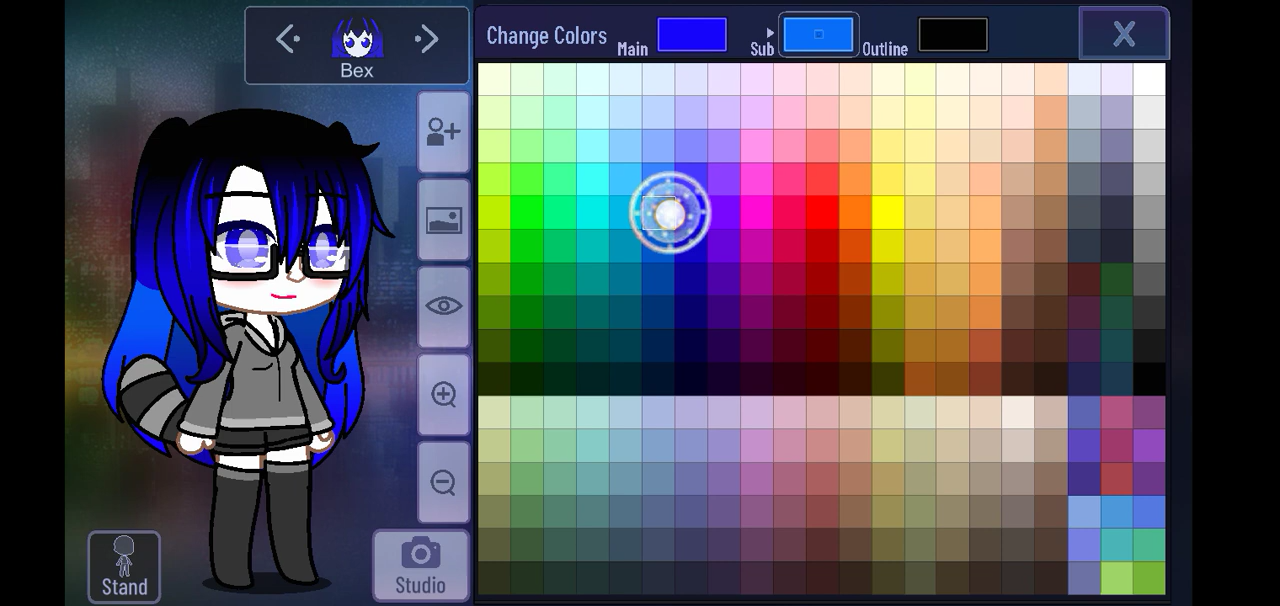 Bex
Change Colors
Main
Sub
Outline
Stand
Studio